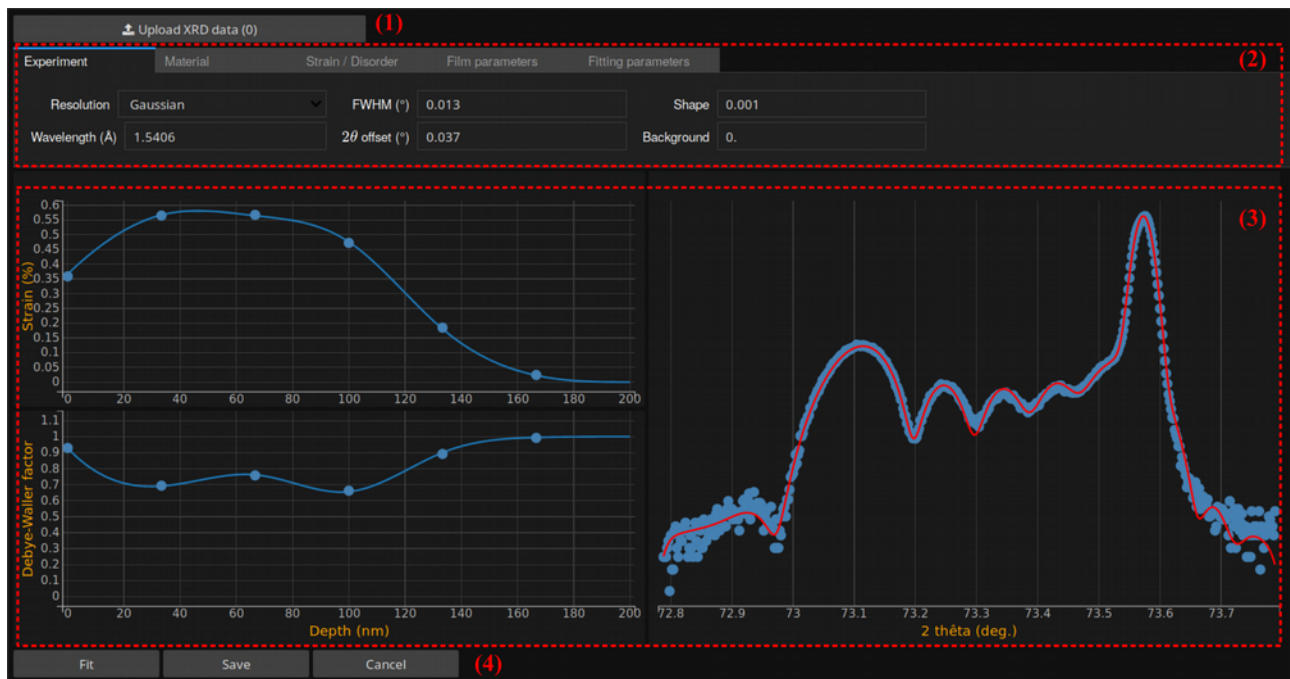 Upload XRD data (0)
(1)
Experiment Material Strain / Disorder Film parameters Fitting parameters
(2)
Resolution Gaussian FWHM (°) 0.013 Shape 0.001
Wavelength (Å) 1.5406 2θ offset (°) 0.037 Background 0.
(3)
Strain (%)
0.6
0.55
0.5
0.45
0.4
0.35
0.3
0.25
0.2
0.15
0.1
0.05
0
0 20 40 60 80 100 120 140 160 180 200
Debye-Waller factor
1.1
1
0.9
0.8
0.7
0.6
0.5
0.4
0.3
0.2
0.1
0
0 20 40 60 80 100 120 140 160 180 200
Depth (nm)
72.8 72.9 73 73.1 73.2 73.3 73.4 73.5 73.6 73.7
2 thêta (deg.)
Fit Save Cancel
(4)